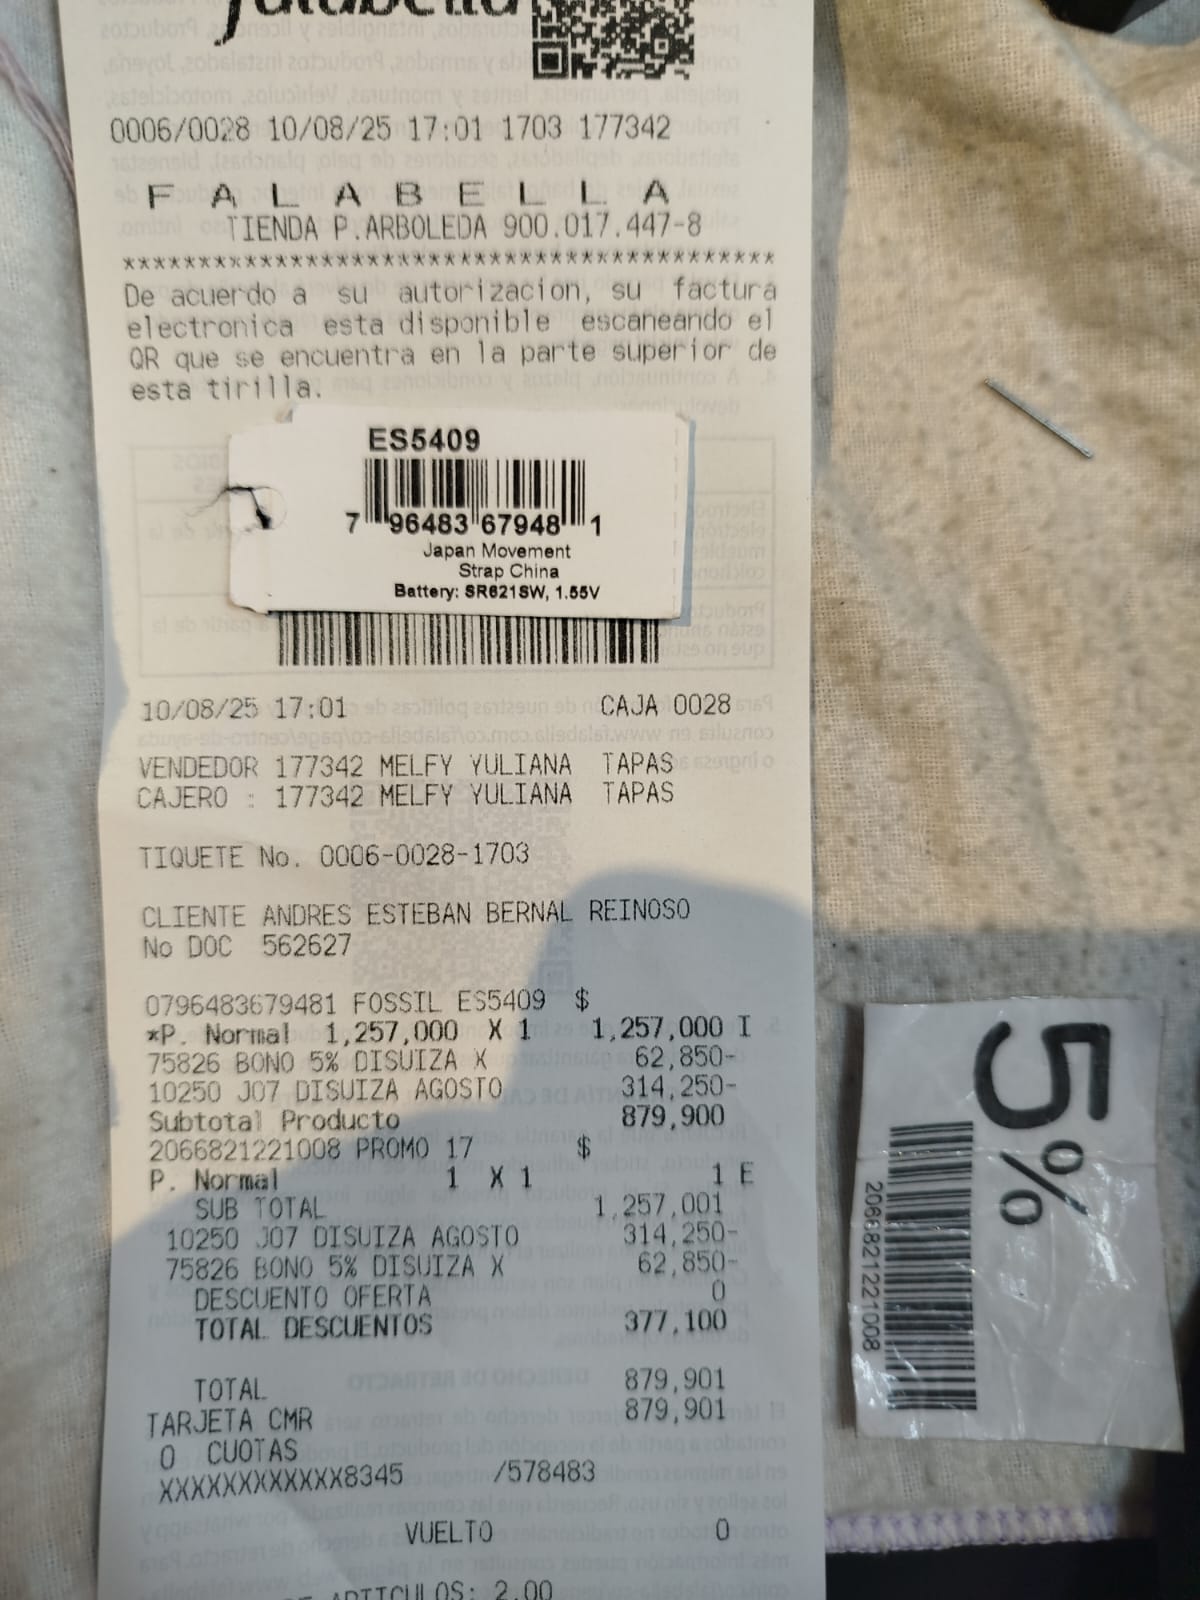 falabella
0006/0028 10/08/25 17:01 1703 177342
F A L A B E L L A
TIENDA P.ARBOLEDA 900.017.447-8
*******************************************
De acuerdo a su autorizacion, su factura
electronica esta disponible escaneando el
QR que se encuentra en la parte superior de
esta tirilla.
ES5409
7 96483 67948 1
Japan Movement
Strap China
Battery: SR621SW, 1.55V
10/08/25 17:01 CAJA 0028
VENDEDOR 177342 MELFY YULIANA TAPAS
CAJERO : 177342 MELFY YULIANA TAPAS
TIQUETE No. 0006-0028-1703
CLIENTE ANDRES ESTEBAN BERNAL REINOSO
No DOC 562627
0796483679481 FOSSIL ES5409 $
*P. Normal 1,257,000 X 1 1,257,000 I
75826 BONO 5% DISUIZA X 62,850-
10250 J07 DISUIZA AGOSTO 314,250-
Subtotal Producto 879,900
2066821221008 PROMO 17 $
P. Normal 1 X 1 1 E
SUB TOTAL 1,257,001
10250 J07 DISUIZA AGOSTO 314,250-
75826 BONO 5% DISUIZA X 62,850-
DESCUENTO OFERTA 0
TOTAL DESCUENTOS 377,100
TOTAL 879,901
TARJETA CMR 879,901
0 CUOTAS
XXXXXXXXXXXX8345 /578483
VUELTO 0
ARTICULOS: 2.00
5%
2066821221008